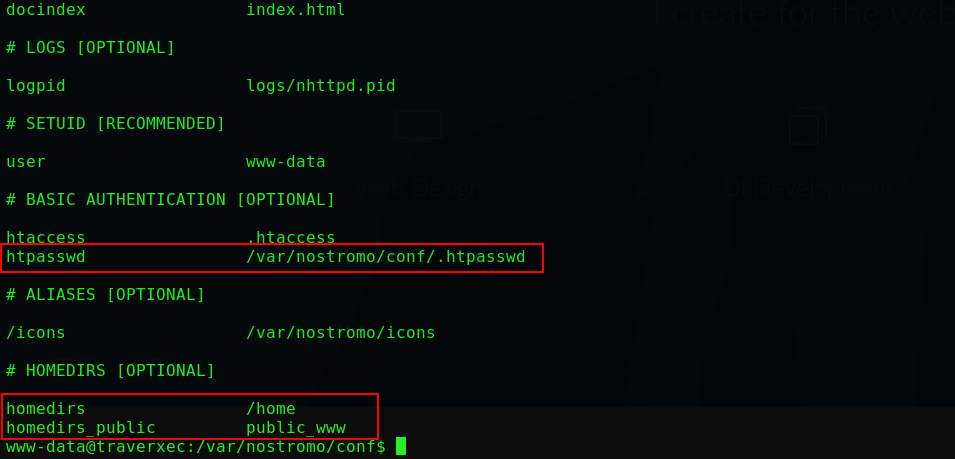 I create for the web
docindex                index.html
# LOGS [OPTIONAL]
logpid                  logs/nhttpd.pid
# SETUID [RECOMMENDED]
user                    www-data
Web Design              UI Development
# BASIC AUTHENTICATION [OPTIONAL]
htaccess                .htaccess
htpasswd                /var/nostromo/conf/.htpasswd
# ALIASES [OPTIONAL]
/icons                  /var/nostromo/icons
# HOMEDIRS [OPTIONAL]
homedirs                /home
homedirs_public         public_www
www-data@traverxec:/var/nostromo/conf$